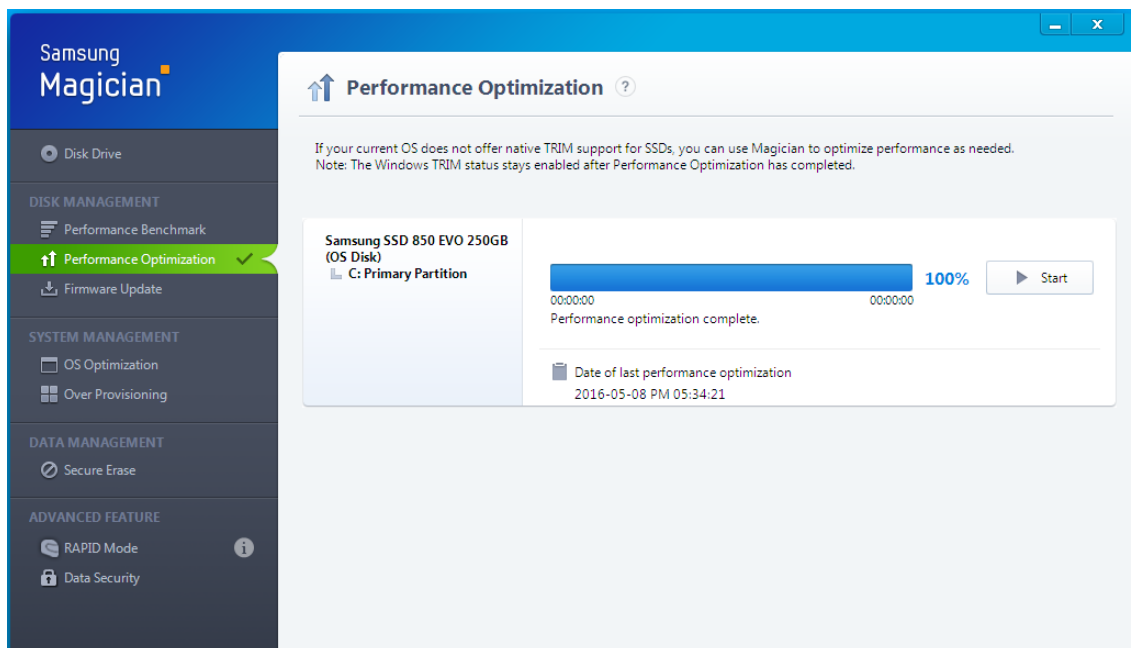 Samsung
Magician
Disk Drive
DISK MANAGEMENT
Performance Benchmark
Performance Optimization
Firmware Update
SYSTEM MANAGEMENT
OS Optimization
Over Provisioning
DATA MANAGEMENT
Secure Erase
ADVANCED FEATURE
RAPID Mode
Data Security
Performance Optimization ?
If your current OS does not offer native TRIM support for SSDs, you can use Magician to optimize performance as needed.
Note: The Windows TRIM status stays enabled after Performance Optimization has completed.
Samsung SSD 850 EVO 250GB
(OS Disk)
C: Primary Partition
100%
Start
00:00:00 00:00:00
Performance optimization complete.
Date of last performance optimization
2016-05-08 PM 05:34:21